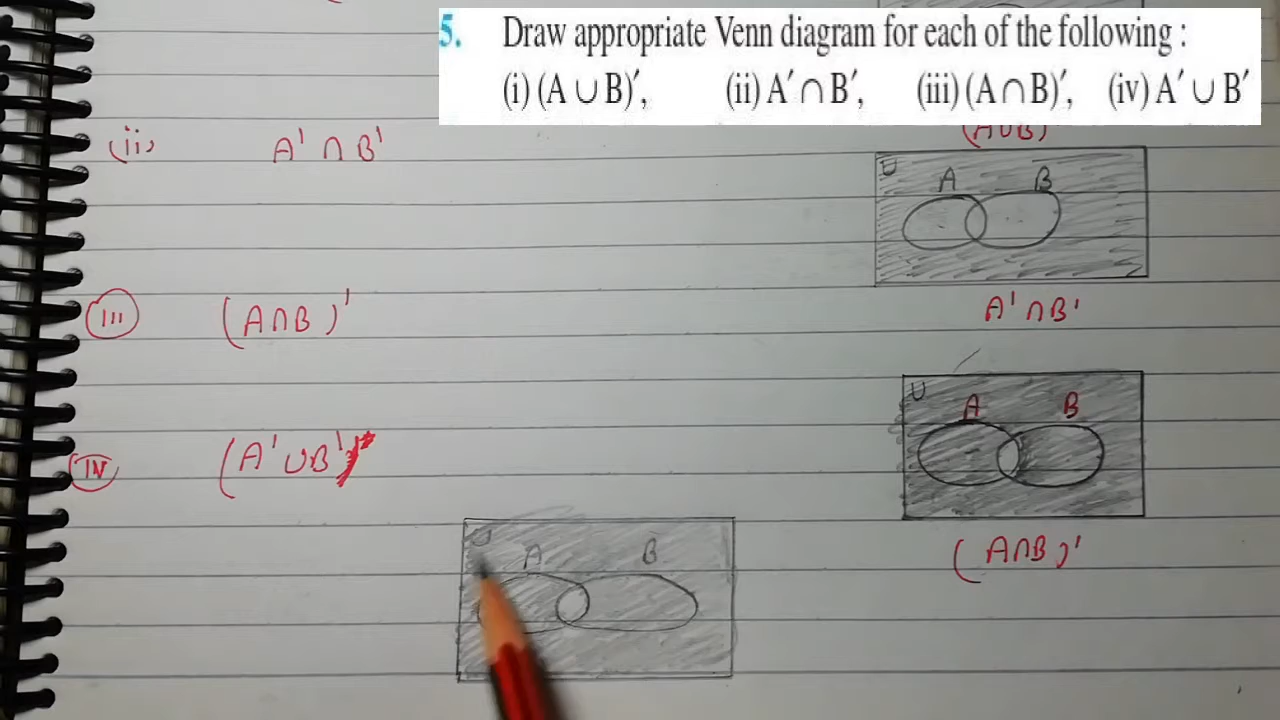 5. Draw appropriate Venn diagram for each of the following :
(i) (A ∪ B)′, (ii) A′ ∩ B′, (iii) (A ∩ B)′, (iv) A′ ∪ B′
(A∪B)'
(ii) A' ∩ B'
U A B
A' ∩ B'
(iii) (A∩B)'
U A B
(A∩B)'
(iv) (A' ∪ B')
U A B